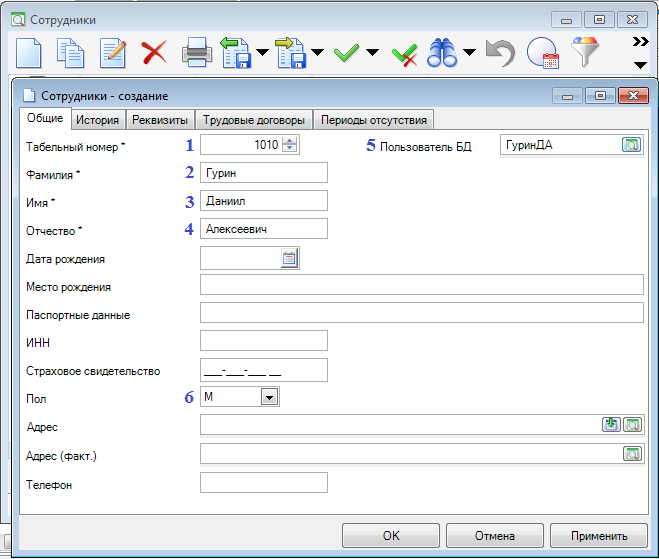 Сотрудники
Сотрудники - создание
Общие История Реквизиты Трудовые договоры Периоды отсутствия
Табельный номер * 1 1010 5 Пользователь БД ГуринДА
Фамилия * 2 Гурин
Имя * 3 Даниил
Отчество * 4 Алексеевич
Дата рождения
Место рождения
Паспортные данные
ИНН
Страховое свидетельство ___-___-___ __
Пол 6 М
Адрес
Адрес (факт.)
Телефон
OK Отмена Применить